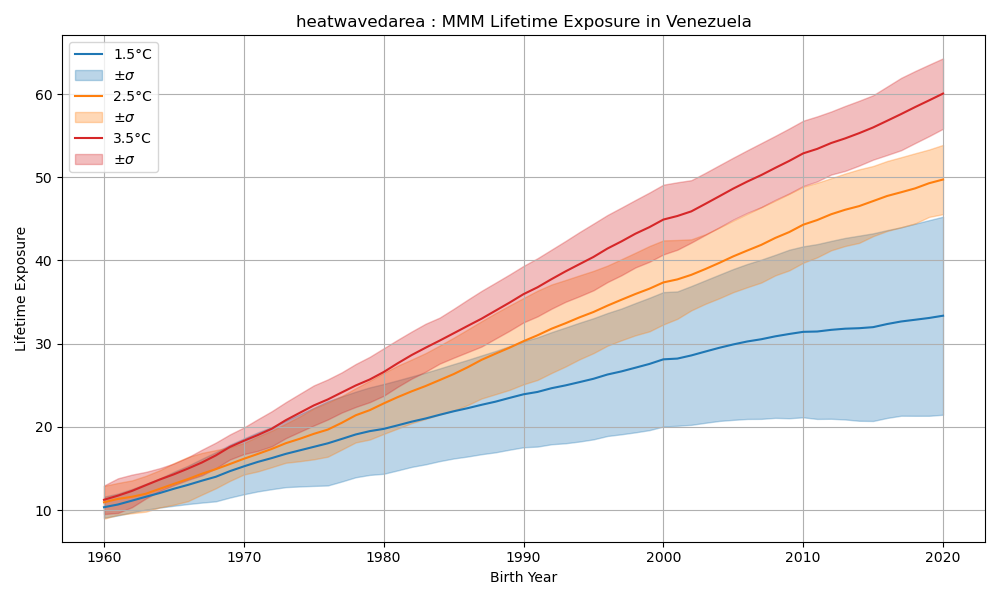 heatwavedarea : MMM Lifetime Exposure in Venezuela
1.5°C
±σ
2.5°C
±σ
3.5°C
±σ
Lifetime Exposure
60
50
40
30
20
10
1960 1970 1980 1990 2000 2010 2020
Birth Year